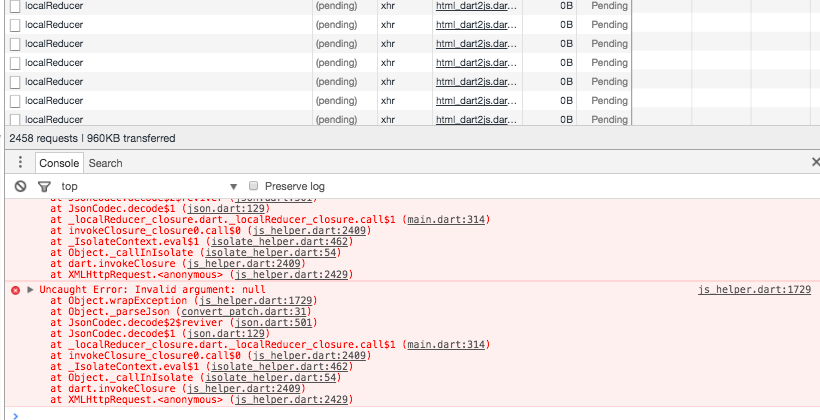 localReducer (pending) xhr html_dart2js.dar... 0B Pending
localReducer (pending) xhr html_dart2js.dar... 0B Pending
localReducer (pending) xhr html_dart2js.dar... 0B Pending
localReducer (pending) xhr html_dart2js.dar... 0B Pending
localReducer (pending) xhr html_dart2js.dar... 0B Pending
localReducer (pending) xhr html_dart2js.dar... 0B Pending
localReducer (pending) xhr html_dart2js.dar... 0B Pending
2458 requests | 960KB transferred
Console Search
top Preserve log
at JsonCodec.decode$2$reviver (json.dart:501)
at JsonCodec.decode$1 (json.dart:129)
at _localReducer_closure.dart._localReducer_closure.call$1 (main.dart:314)
at invokeClosure_closure0.call$0 (js_helper.dart:2409)
at _IsolateContext.eval$1 (isolate_helper.dart:462)
at Object._callInIsolate (isolate_helper.dart:54)
at dart.invokeClosure (js_helper.dart:2409)
at XMLHttpRequest.<anonymous> (js_helper.dart:2429)
Uncaught Error: Invalid argument: null js_helper.dart:1729
at Object.wrapException (js_helper.dart:1729)
at Object._parseJson (convert_patch.dart:31)
at JsonCodec.decode$2$reviver (json.dart:501)
at JsonCodec.decode$1 (json.dart:129)
at _localReducer_closure.dart._localReducer_closure.call$1 (main.dart:314)
at invokeClosure_closure0.call$0 (js_helper.dart:2409)
at _IsolateContext.eval$1 (isolate_helper.dart:462)
at Object._callInIsolate (isolate_helper.dart:54)
at dart.invokeClosure (js_helper.dart:2409)
at XMLHttpRequest.<anonymous> (js_helper.dart:2429)